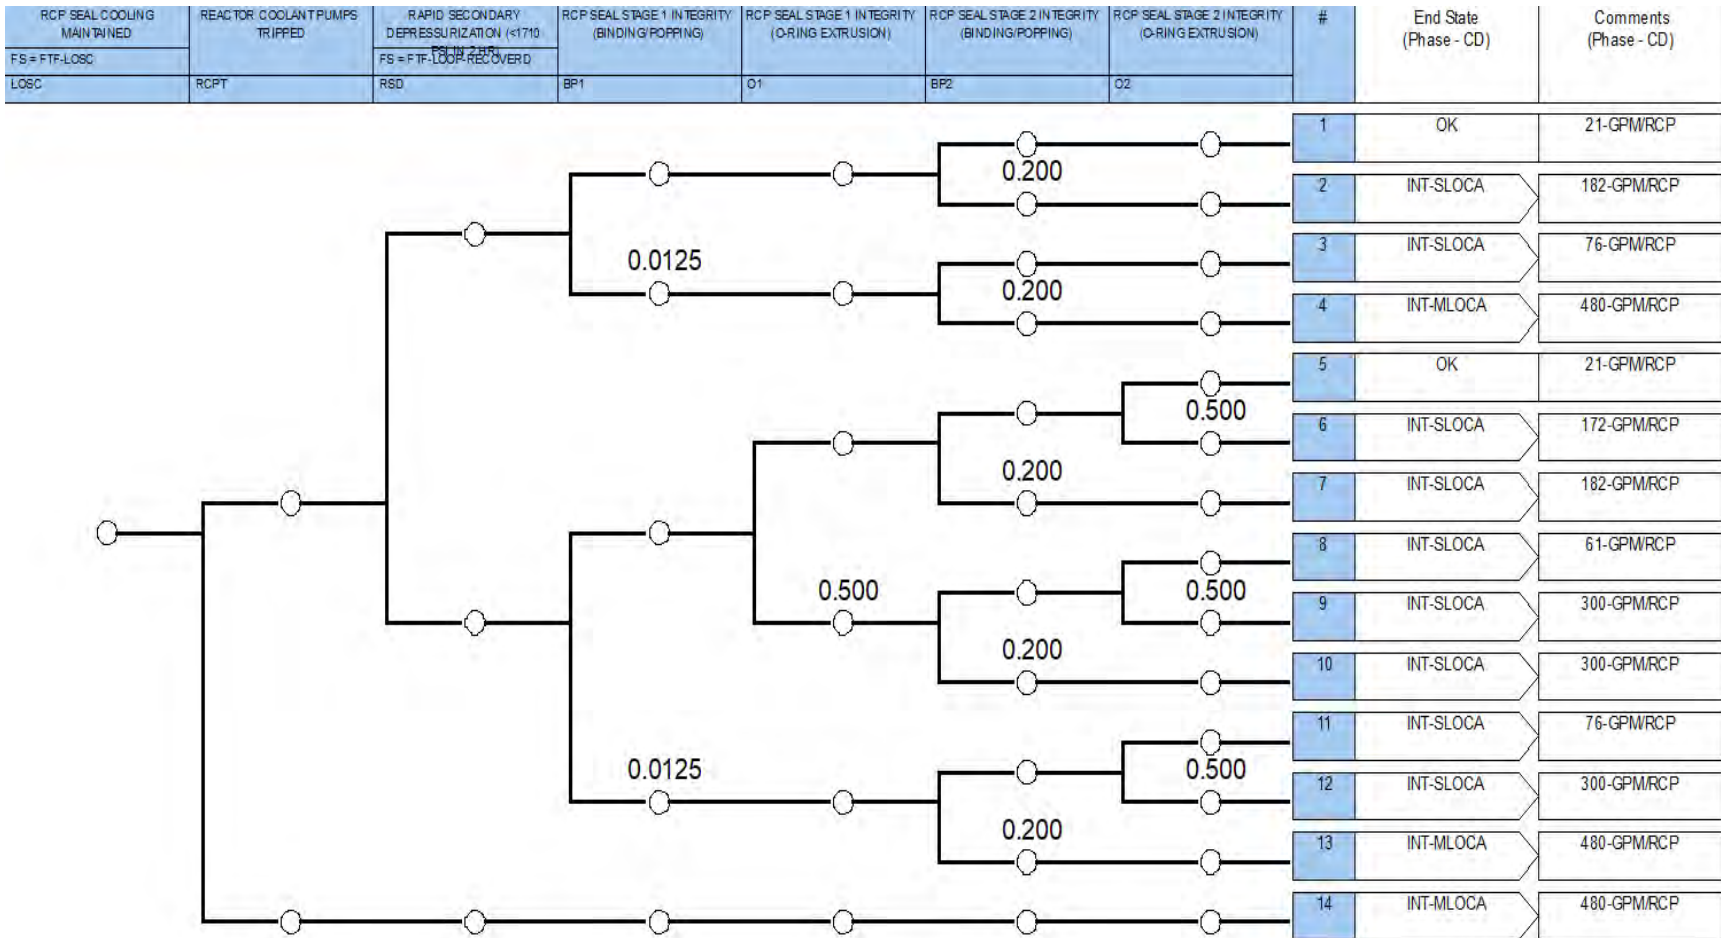 RCP SEAL COOLING
MAINTAINED
FS = FTF-LOSC
LOSC
REACTOR COOLANT PUMPS
TRIPPED
RCPT
RAPID SECONDARY
DEPRESSURIZATION (<1710
PSI IN 2 HR)
FS = FTF-LOOP-RECOVERD
RSD
RCP SEAL STAGE 1 INTEGRITY
(BINDING/POPPING)
BP1
RCP SEAL STAGE 1 INTEGRITY
(O-RING EXTRUSION)
O1
RCP SEAL STAGE 2 INTEGRITY
(BINDING/POPPING)
BP2
RCP SEAL STAGE 2 INTEGRITY
(O-RING EXTRUSION)
O2
#
End State
(Phase - CD)
Comments
(Phase - CD)
1 OK 21-GPM/RCP
0.200
2 INT-SLOCA 182-GPM/RCP
3 INT-SLOCA 76-GPM/RCP
0.0125
0.200
4 INT-MLOCA 480-GPM/RCP
5 OK 21-GPM/RCP
0.500
6 INT-SLOCA 172-GPM/RCP
0.200
7 INT-SLOCA 182-GPM/RCP
8 INT-SLOCA 61-GPM/RCP
0.500 0.500
9 INT-SLOCA 300-GPM/RCP
0.200
10 INT-SLOCA 300-GPM/RCP
11 INT-SLOCA 76-GPM/RCP
0.0125 0.500
12 INT-SLOCA 300-GPM/RCP
0.200
13 INT-MLOCA 480-GPM/RCP
14 INT-MLOCA 480-GPM/RCP